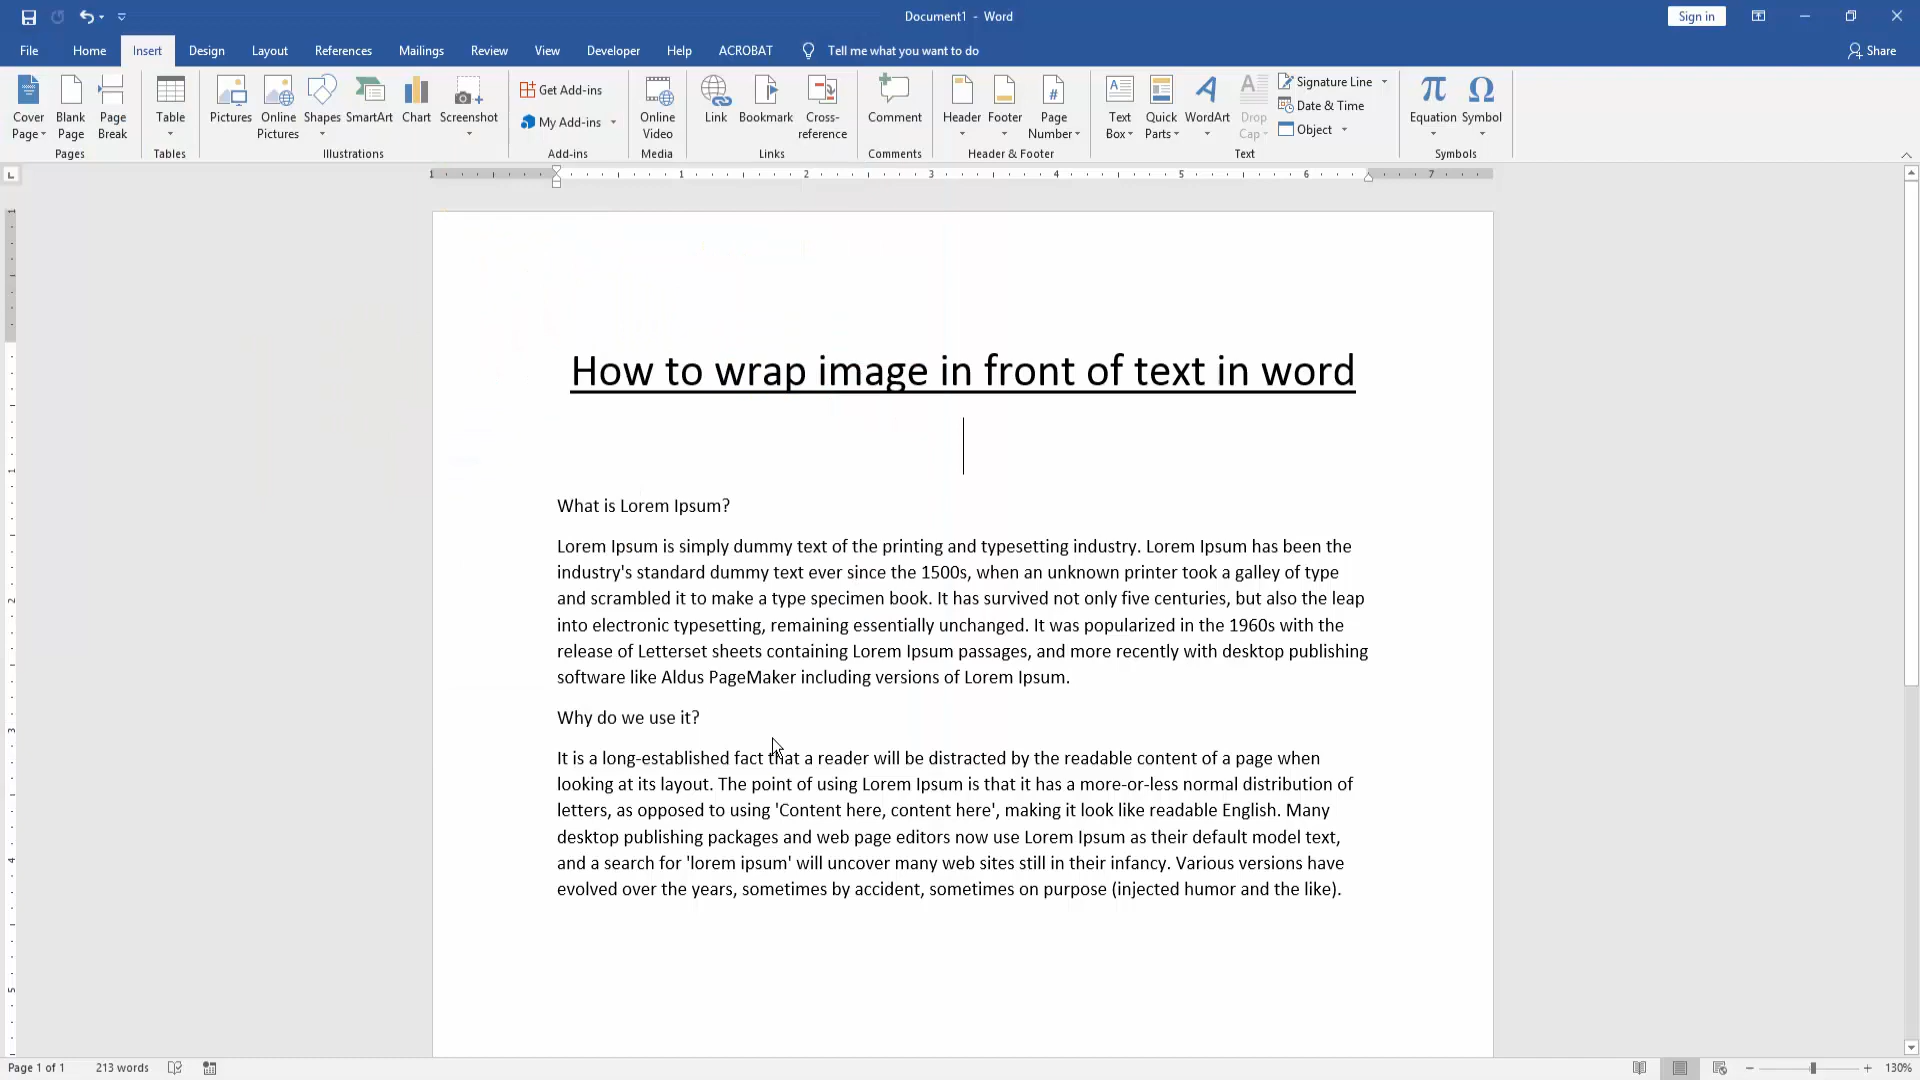 Document1 - Word
Sign in
File Home Insert Design Layout References Mailings Review View Developer Help ACROBAT Tell me what you want to do Share
Cover Page
Blank Page
Page Break
Pages
Table
Tables
Pictures
Online Pictures
Shapes
SmartArt
Chart
Screenshot
Illustrations
Get Add-ins
My Add-ins
Add-ins
Online Video
Media
Link
Bookmark
Cross-reference
Links
Comment
Comments
Header
Footer
Page Number
Header & Footer
Text Box
Quick Parts
WordArt
Drop Cap
Signature Line
Date & Time
Object
Text
π Equation
Ω Symbol
Symbols
1 1 2 3 4 5 6 7
1
1
2
3
4
5
How to wrap image in front of text in word
What is Lorem Ipsum?
Lorem Ipsum is simply dummy text of the printing and typesetting industry. Lorem Ipsum has been the
industry's standard dummy text ever since the 1500s, when an unknown printer took a galley of type
and scrambled it to make a type specimen book. It has survived not only five centuries, but also the leap
into electronic typesetting, remaining essentially unchanged. It was popularized in the 1960s with the
release of Letterset sheets containing Lorem Ipsum passages, and more recently with desktop publishing
software like Aldus PageMaker including versions of Lorem Ipsum.
Why do we use it?
It is a long-established fact that a reader will be distracted by the readable content of a page when
looking at its layout. The point of using Lorem Ipsum is that it has a more-or-less normal distribution of
letters, as opposed to using 'Content here, content here', making it look like readable English. Many
desktop publishing packages and web page editors now use Lorem Ipsum as their default model text,
and a search for 'lorem ipsum' will uncover many web sites still in their infancy. Various versions have
evolved over the years, sometimes by accident, sometimes on purpose (injected humor and the like).
Page 1 of 1 213 words 130%